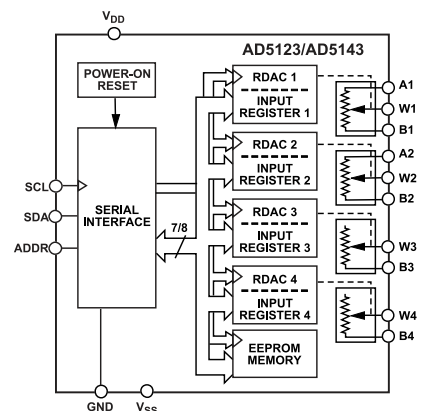 VDD
AD5123/AD5143
POWER-ON
RESET
RDAC 1
INPUT
REGISTER 1
A1
W1
B1
RDAC 2
INPUT
REGISTER 2
A2
W2
B2
SCL
SDA
ADDR
SERIAL
INTERFACE
7/8
RDAC 3
INPUT
REGISTER 3
W3
B3
RDAC 4
INPUT
REGISTER 4
W4
B4
EEPROM
MEMORY
GND
VSS